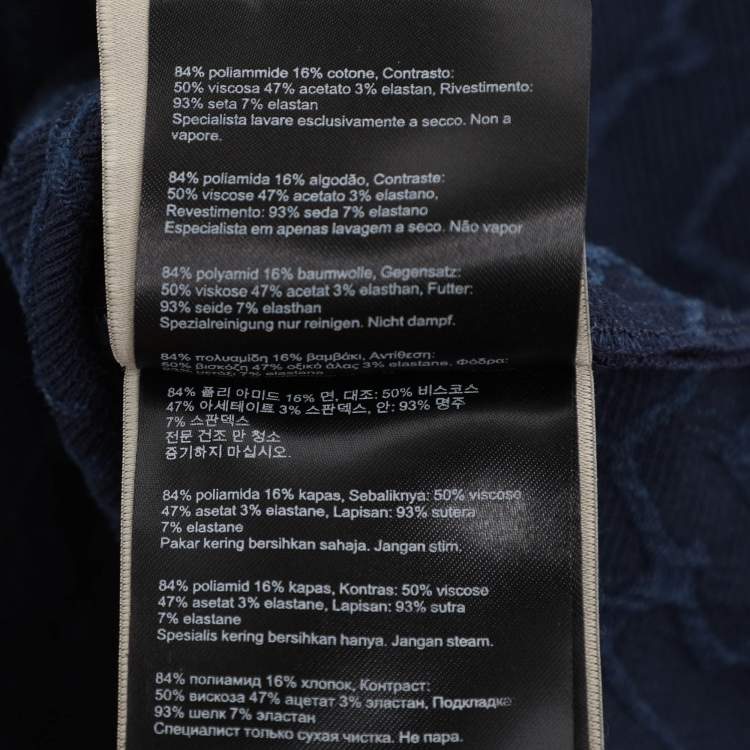 84% poliammide 16% cotone, Contrasto:
50% viscosa 47% acetato 3% elastan, Rivestimento:
93% seta 7% elastan
Specialista lavare esclusivamente a secco. Non a
vapore.
84% poliamida 16% algodão, Contraste:
50% viscose 47% acetato 3% elastano,
Revestimento: 93% seda 7% elastano
Especialista em apenas lavagem a seco. Não vapor
84% polyamid 16% baumwolle, Gegensatz:
50% viskose 47% acetat 3% elasthan, Futter:
93% seide 7% elasthan
Spezialreinigung nur reinigen. Nicht dampf.
84% πολυαμίδη 16% βαμβάκι, Αντίθεση:
50% βισκόζη 47% οξικό άλας 3% elastane, Φόδρα:
84% 폴리 아미드 16% 면, 대조: 50% 비스코스
47% 아세테이트 3% 스판덱스, 안: 93% 명주
7% 스판덱스
전문 건조 만 청소
증기하지 마십시오.
84% poliamida 16% kapas, Sebaliknya: 50% viscose
47% asetat 3% elastane, Lapisan: 93% sutera
7% elastane
Pakar kering bersihkan sahaja. Jangan stim.
84% poliamid 16% kapas, Kontras: 50% viscose
47% asetat 3% elastane, Lapisan: 93% sutra
7% elastane
Spesialis kering bersihkan hanya. Jangan steam.
84% полиамид 16% хлопок, Контраст:
50% вискоза 47% ацетат 3% эластан, Подкладка
93% шелк 7% эластан
Специалист только сухая чистка. Не пара.